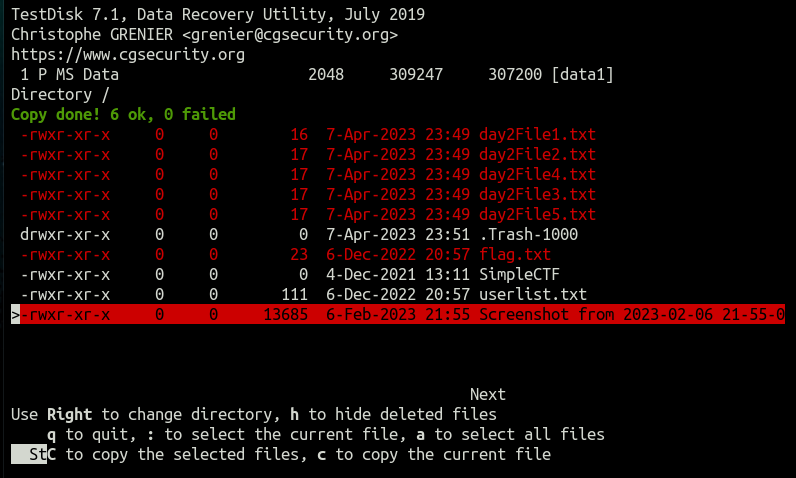 TestDisk 7.1, Data Recovery Utility, July 2019
Christophe GRENIER <grenier@cgsecurity.org>
https://www.cgsecurity.org
 1 P MS Data                     2048     309247     307200 [data1]
Directory /
Copy done! 6 ok, 0 failed
 -rwxr-xr-x     0     0        16  7-Apr-2023 23:49 day2File1.txt
 -rwxr-xr-x     0     0        17  7-Apr-2023 23:49 day2File2.txt
 -rwxr-xr-x     0     0        17  7-Apr-2023 23:49 day2File4.txt
 -rwxr-xr-x     0     0        17  7-Apr-2023 23:49 day2File3.txt
 -rwxr-xr-x     0     0        17  7-Apr-2023 23:49 day2File5.txt
 drwxr-xr-x     0     0         0  7-Apr-2023 23:51 .Trash-1000
 -rwxr-xr-x     0     0        23  6-Dec-2022 20:57 flag.txt
 -rwxr-xr-x     0     0         0  4-Dec-2021 13:11 SimpleCTF
 -rwxr-xr-x     0     0       111  6-Dec-2022 20:57 userlist.txt
>-rwxr-xr-x     0     0     13685  6-Feb-2023 21:55 Screenshot from 2023-02-06 21-55-0
Next
Use Right to change directory, h to hide deleted files
    q to quit, : to select the current file, a to select all files
  StC to copy the selected files, c to copy the current file